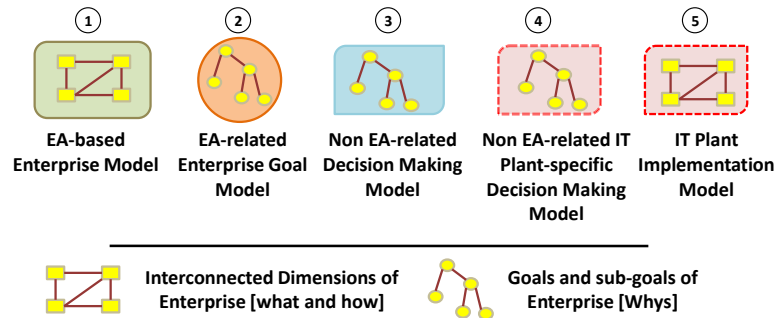 1 2 3 4 5
EA-based
Enterprise Model
EA-related
Enterprise Goal
Model
Non EA-related
Decision Making
Model
Non EA-related IT
Plant-specific
Decision Making
Model
IT Plant
Implementation
Model
Interconnected Dimensions of
Enterprise [what and how]
Goals and sub-goals of
Enterprise [Whys]